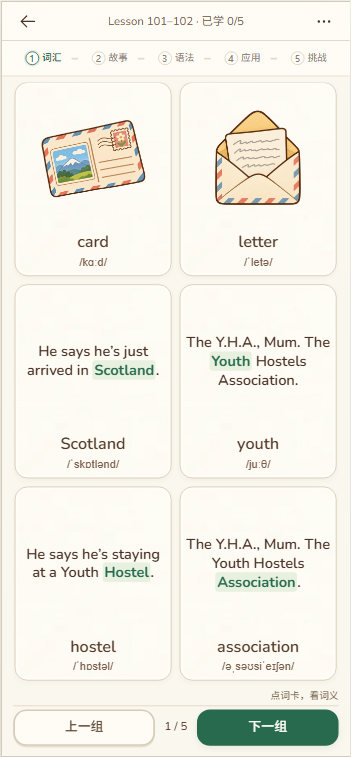 Lesson 101–102 · 已学 0/5
1 词汇 – 2 故事 – 3 语法 – 4 应用 – 5 挑战
card
/kɑːd/
letter
/ˈletə/
He says he's just
arrived in Scotland.
Scotland
/ˈskɒtlənd/
The Y.H.A., Mum. The
Youth Hostels
Association.
youth
/juːθ/
He says he's staying
at a Youth Hostel.
hostel
/ˈhɒstəl/
The Y.H.A., Mum. The
Youth Hostels
Association.
association
/əˌsəʊsiˈeɪʃən/
点词卡，看词义
上一组
1 / 5
下一组